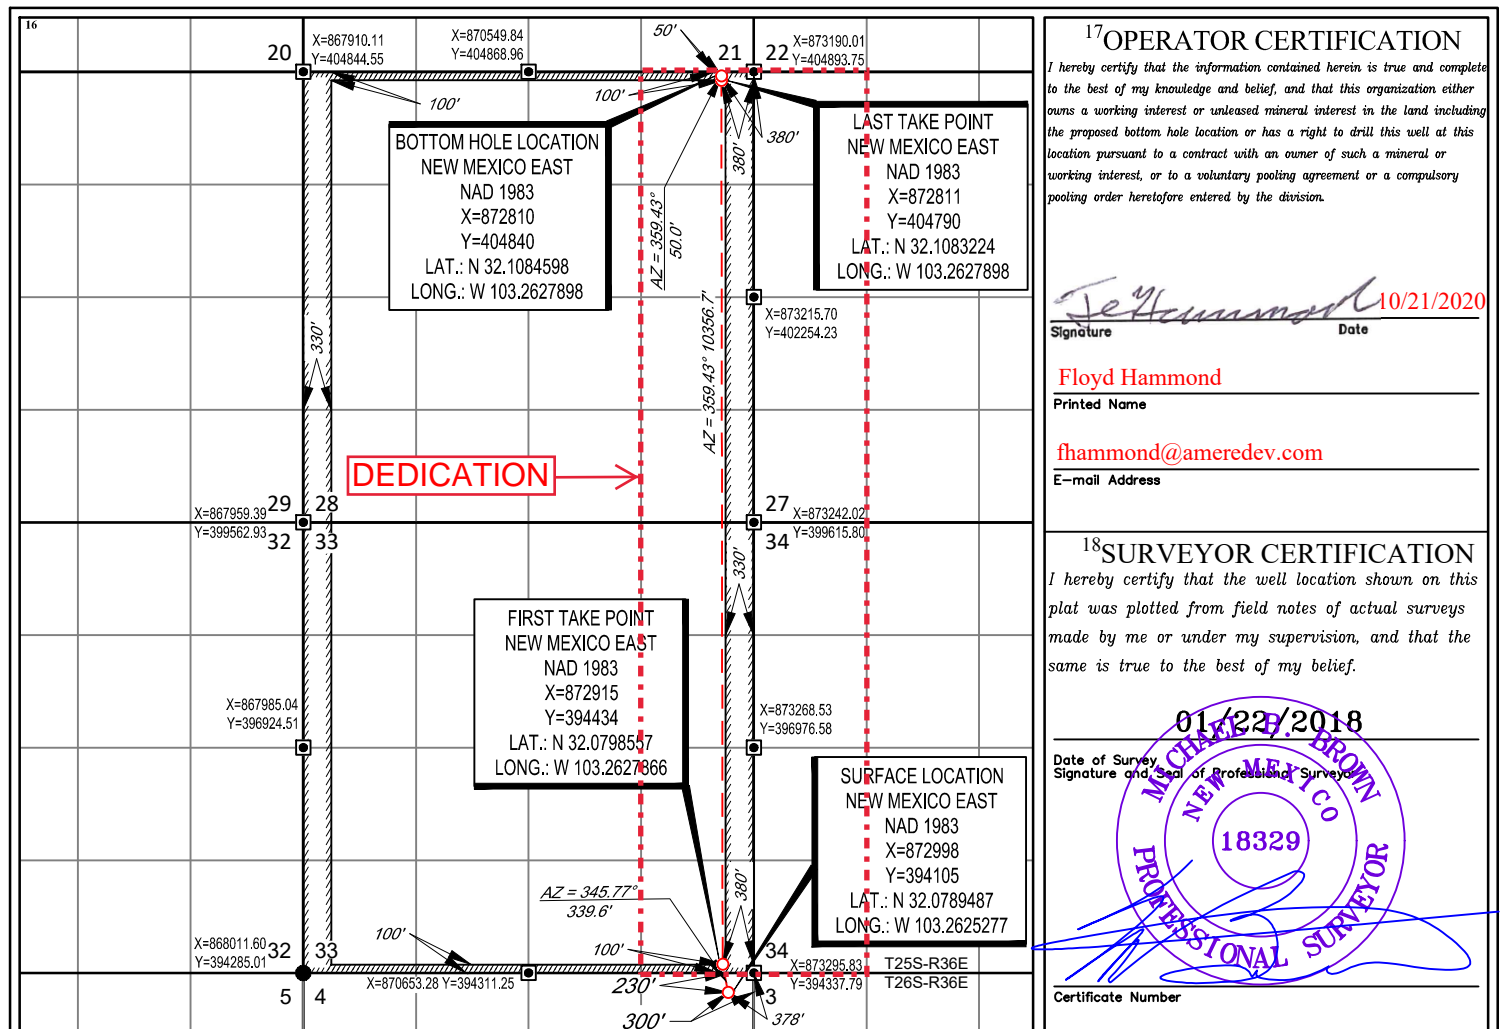 16
20
X=867910.11
Y=404844.55
X=870549.84
Y=404868.96
50'
21
22
X=873190.01
Y=404893.75
100'
100'
380'
380'
BOTTOM HOLE LOCATION
NEW MEXICO EAST
NAD 1983
X=872810
Y=404840
LAT.: N 32.1084598
LONG.: W 103.2627898
LAST TAKE POINT
NEW MEXICO EAST
NAD 1983
X=872811
Y=404790
LAT.: N 32.1083224
LONG.: W 103.2627898
AZ = 359.43°
50.0'
X=873215.70
Y=402254.23
330'
AZ = 359.43° 10356.7'
DEDICATION
X=867959.39
Y=399562.93
29
28
32
33
27
34
X=873242.02
Y=399615.80
330'
FIRST TAKE POINT
NEW MEXICO EAST
NAD 1983
X=872915
Y=394434
LAT.: N 32.0798557
LONG.: W 103.2627866
X=867985.04
Y=396924.51
X=873268.53
Y=396976.58
SURFACE LOCATION
NEW MEXICO EAST
NAD 1983
X=872998
Y=394105
LAT.: N 32.0789487
LONG.: W 103.2625277
AZ = 345.77°
339.6'
380'
100'
100'
X=868011.60
Y=394285.01
32
33
5
4
X=870653.28 Y=394311.25
230'
300'
378'
34
3
X=873295.83
Y=394337.79
T25S-R36E
T26S-R36E
17OPERATOR CERTIFICATION
I hereby certify that the information contained herein is true and complete
to the best of my knowledge and belief, and that this organization either
owns a working interest or unleased mineral interest in the land including
the proposed bottom hole location or has a right to drill this well at this
location pursuant to a contract with an owner of such a mineral or
working interest, or to a voluntary pooling agreement or a compulsory
pooling order heretofore entered by the division.
10/21/2020
Signature Date
Floyd Hammond
Printed Name
fhammond@ameredev.com
E-mail Address
18SURVEYOR CERTIFICATION
I hereby certify that the well location shown on this
plat was plotted from field notes of actual surveys
made by me or under my supervision, and that the
same is true to the best of my belief.
01/22/2018
Date of Survey
Signature and Seal of Professional Surveyor
MICHAEL B. BROWN
NEW MEXICO
18329
PROFESSIONAL SURVEYOR
Certificate Number